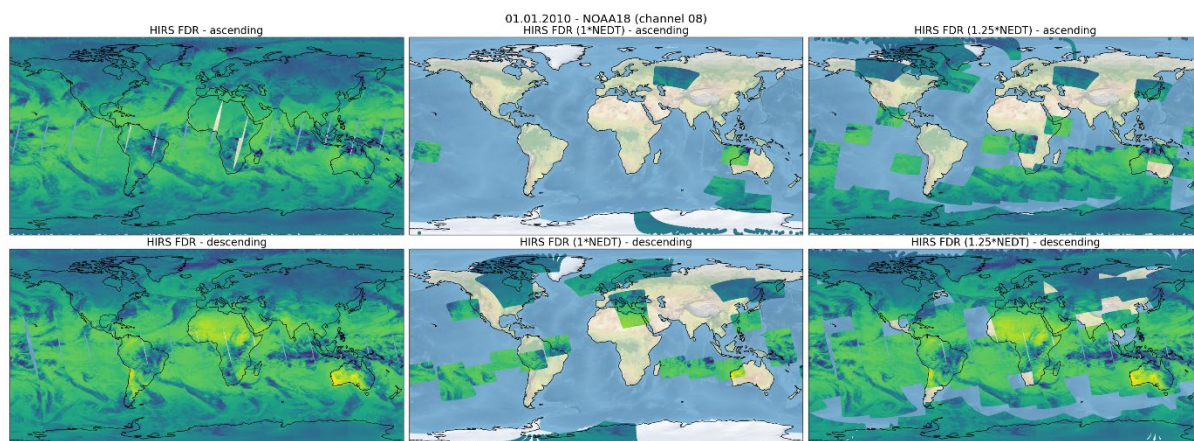 01.01.2010 - NOAA18 (channel 08)
HIRS FDR - ascending
HIRS FDR (1*NEDT) - ascending
HIRS FDR (1.25*NEDT) - ascending
HIRS FDR - descending
HIRS FDR (1*NEDT) - descending
HIRS FDR (1.25*NEDT) - descending